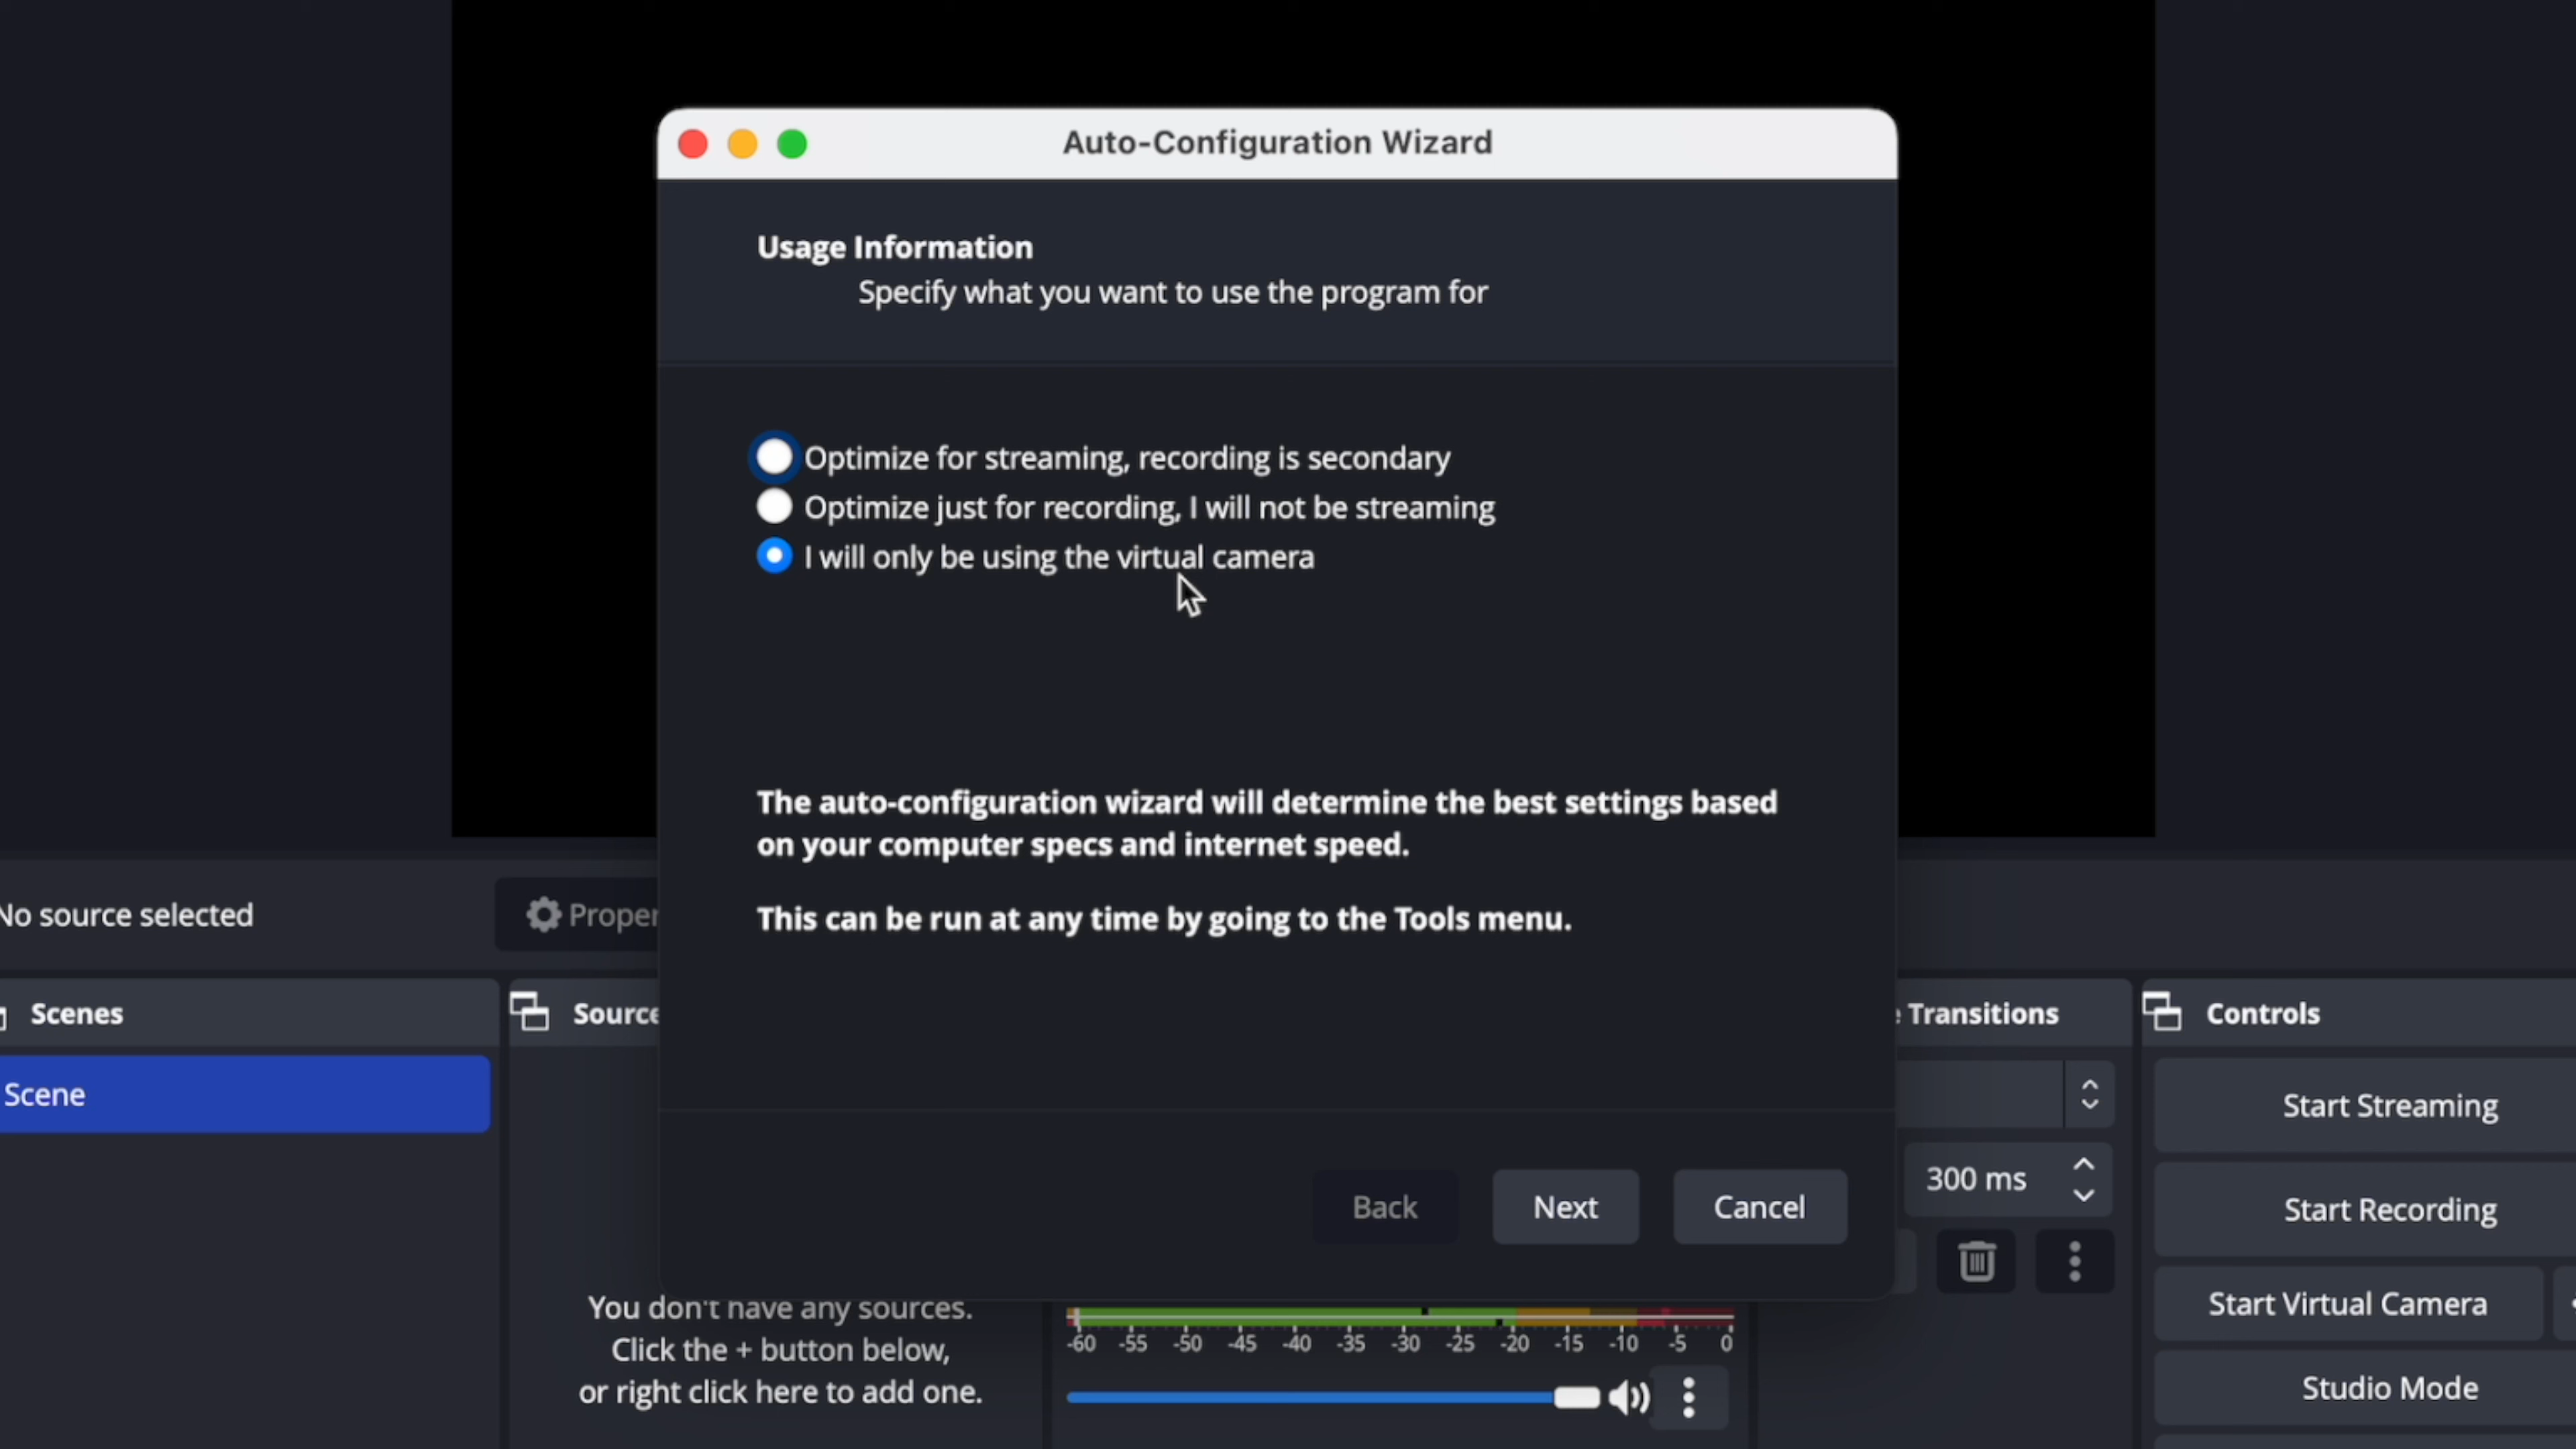 Auto-Configuration Wizard
Usage Information
Specify what you want to use the program for
Optimize for streaming, recording is secondary
Optimize just for recording, I will not be streaming
I will only be using the virtual camera
The auto-configuration wizard will determine the best settings based
on your computer specs and internet speed.
This can be run at any time by going to the Tools menu.
Back
Next
Cancel
No source selected
Proper
Scenes
Scene
Source
You don't have any sources.
Click the + button below,
or right click here to add one.
-60 -55 -50 -45 -40 -35 -30 -25 -20 -15 -10 -5 0
Transitions
300 ms
Controls
Start Streaming
Start Recording
Start Virtual Camera
Studio Mode